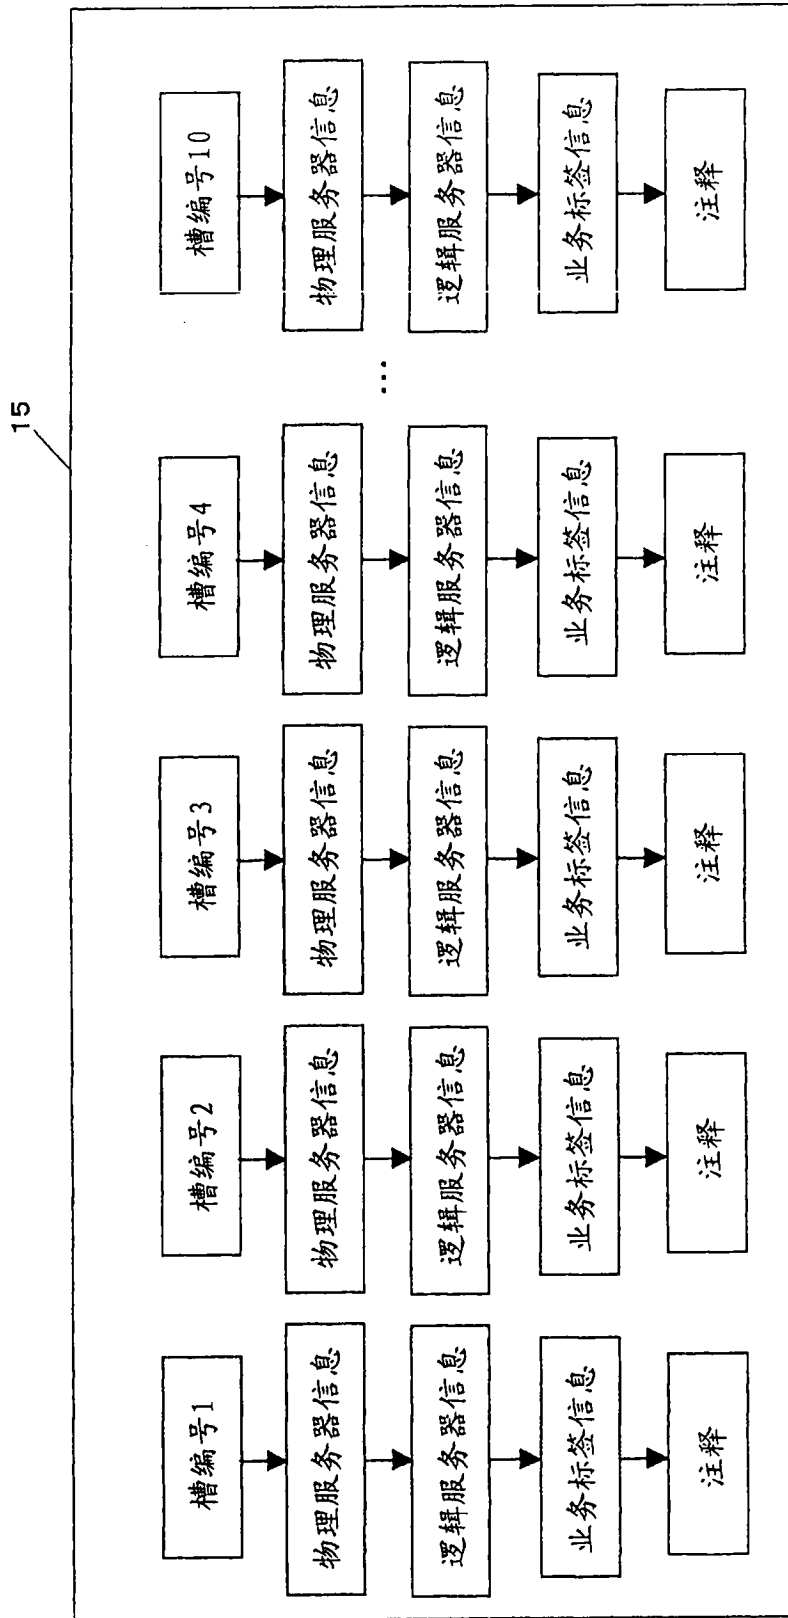 15
槽编号1
物理服务器信息
逻辑服务器信息
业务标签信息
注释
槽编号2
物理服务器信息
逻辑服务器信息
业务标签信息
注释
槽编号3
物理服务器信息
逻辑服务器信息
业务标签信息
注释
槽编号4
物理服务器信息
逻辑服务器信息
业务标签信息
注释
...
槽编号10
物理服务器信息
逻辑服务器信息
业务标签信息
注释